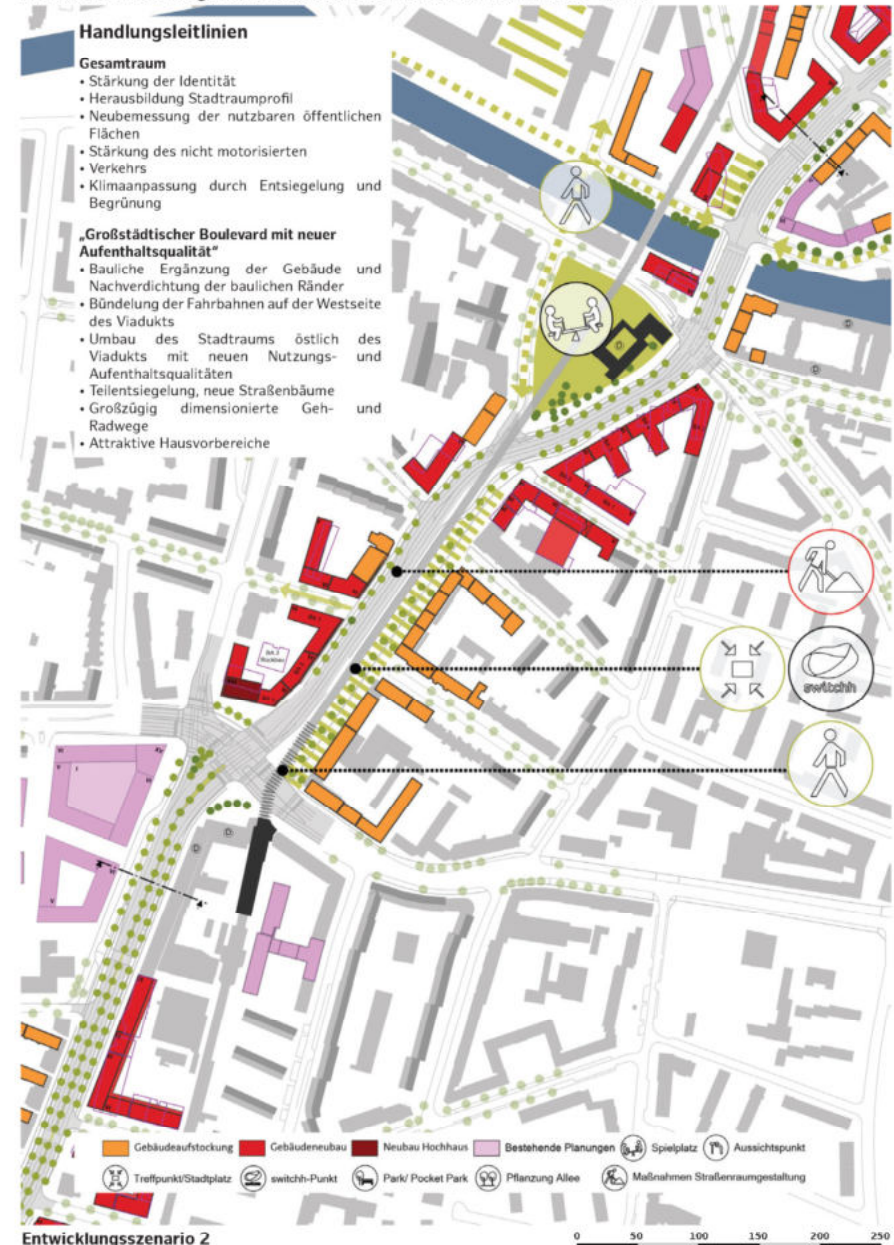 Handlungsleitlinien
Gesamtraum
• Stärkung der Identität
• Herausbildung Stadtraumprofil
• Neubemessung der nutzbaren öffentlichen
Flächen
• Stärkung des nicht motorisierten
• Verkehrs
• Klimaanpassung durch Entsiegelung und
Begrünung
„Großstädtischer Boulevard mit neuer
Aufenthaltsqualität“
• Bauliche Ergänzung der Gebäude und
Nachverdichtung der baulichen Ränder
• Bündelung der Fahrbahnen auf der Westseite
des Viadukts
• Umbau des Stadtraums östlich des
Viadukts mit neuen Nutzungs- und
Aufenthaltsqualitäten
• Teilentsiegelung, neue Straßenbäume
• Großzügig dimensionierte Geh- und
Radwege
• Attraktive Hausvorbereiche
switchh
Gebäudeaufstockung Gebäudeneubau Neubau Hochhaus Bestehende Planungen Spielplatz Aussichtspunkt
Treffpunkt/Stadtplatz switchh-Punkt Park/ Pocket Park Pflanzung Allee Maßnahmen Straßenraumgestaltung
Entwicklungsszenario 2
0 50 100 150 200 250